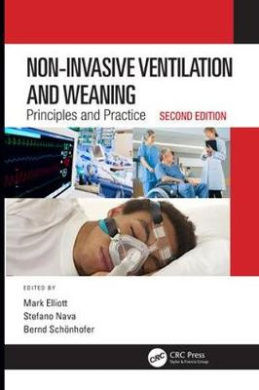 NON-INVASIVE VENTILATION
AND WEANING
Principles and Practice SECOND EDITION
EDITED BY
Mark Elliott
Stefano Nava
Bernd Schönhofer
CRC Press
Taylor & Francis Group